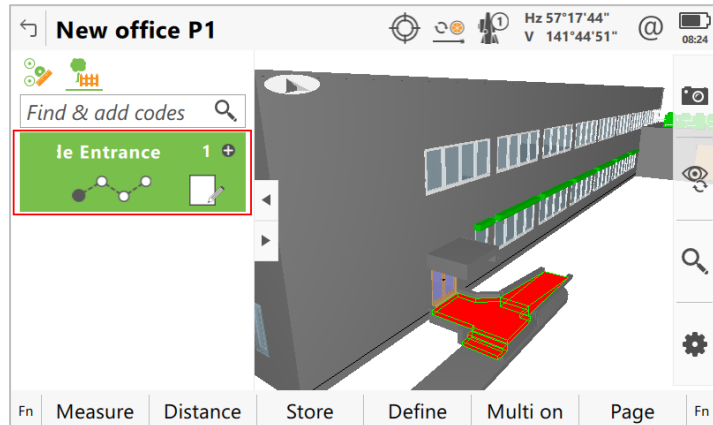 New office P1
1
Hz 57°17'44"
V 141°44'51"
@
08:24
Find & add codes
le Entrance 1
Fn Measure Distance Store Define Multi on Page Fn